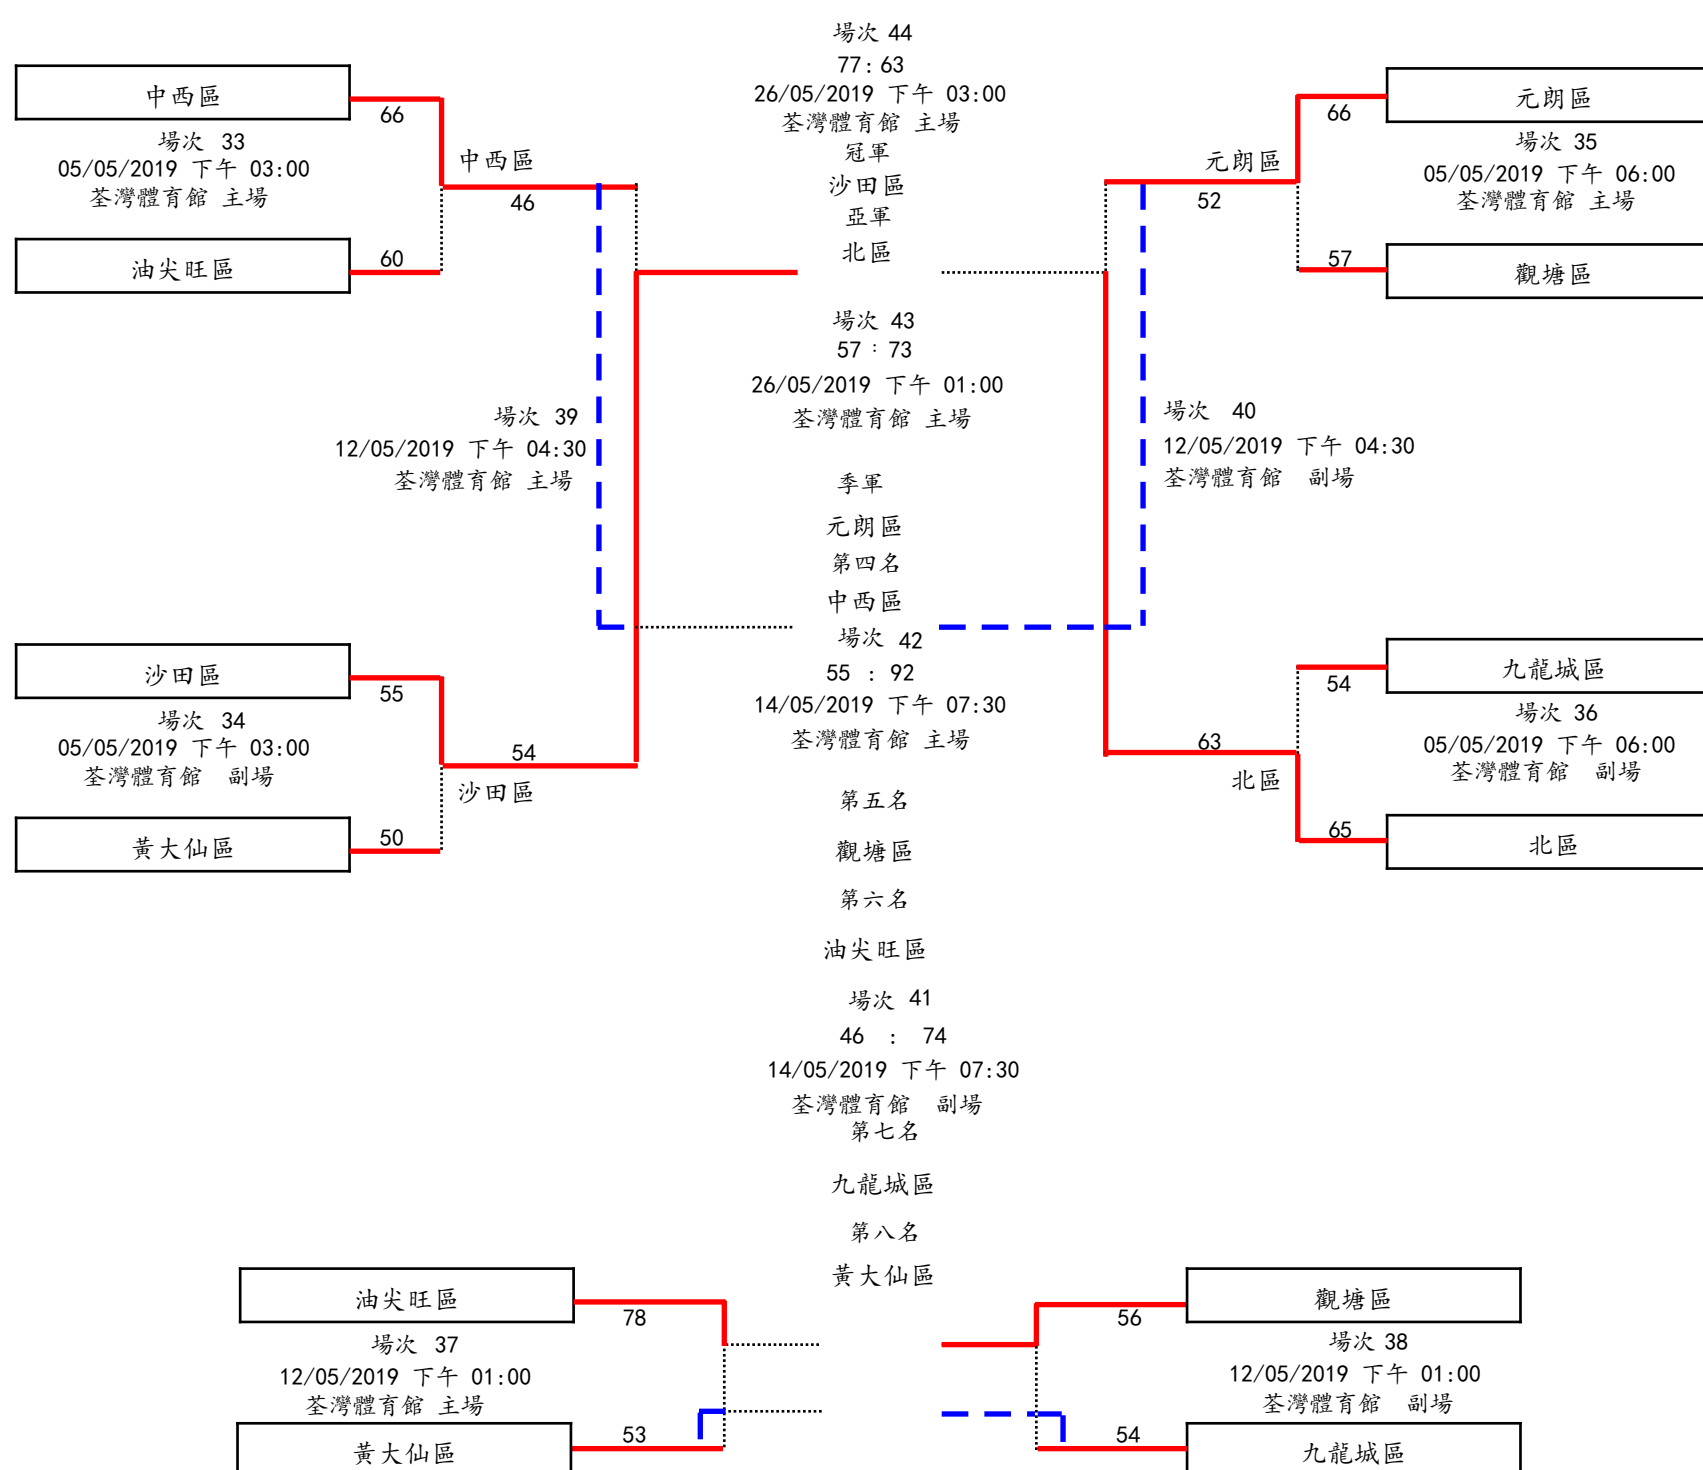 場次 44
77: 63
26/05/2019 下午 03:00
荃灣體育館 主場
冠軍
沙田區
亞軍
北區
中西區
66
場次 33
05/05/2019 下午 03:00
荃灣體育館 主場
中西區
46
油尖旺區
60
元朗區
66
場次 35
05/05/2019 下午 06:00
荃灣體育館 主場
元朗區
52
觀塘區
57
場次 43
57 : 73
26/05/2019 下午 01:00
荃灣體育館 主場
場次 39
12/05/2019 下午 04:30
荃灣體育館 主場
場次 40
12/05/2019 下午 04:30
荃灣體育館 副場
季軍
元朗區
第四名
中西區
場次 42
55 : 92
14/05/2019 下午 07:30
荃灣體育館 主場
沙田區
55
場次 34
05/05/2019 下午 03:00
荃灣體育館 副場
54
沙田區
黃大仙區
50
九龍城區
54
場次 36
05/05/2019 下午 06:00
荃灣體育館 副場
63
北區
65
北區
第五名
觀塘區
第六名
油尖旺區
場次 41
46 : 74
14/05/2019 下午 07:30
荃灣體育館 副場
第七名
九龍城區
第八名
黃大仙區
油尖旺區
78
場次 37
12/05/2019 下午 01:00
荃灣體育館 主場
黃大仙區
53
觀塘區
56
場次 38
12/05/2019 下午 01:00
荃灣體育館 副場
54
九龍城區